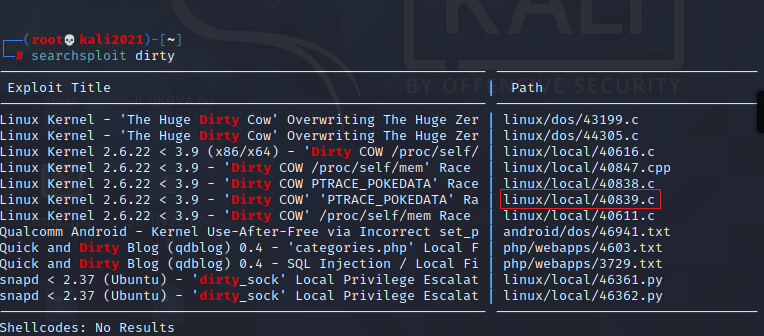 KALI
BY OFFENSIVE SECURITY
┌──(root💀kali2021)-[~]
└─# searchsploit dirty
Exploit Title | Path
Linux Kernel - 'The Huge Dirty Cow' Overwriting The Huge Zer | linux/dos/43199.c
Linux Kernel - 'The Huge Dirty Cow' Overwriting The Huge Zer | linux/dos/44305.c
Linux Kernel 2.6.22 < 3.9 (x86/x64) - 'Dirty COW /proc/self/ | linux/local/40616.c
Linux Kernel 2.6.22 < 3.9 - 'Dirty COW /proc/self/mem' Race | linux/local/40847.cpp
Linux Kernel 2.6.22 < 3.9 - 'Dirty COW PTRACE_POKEDATA' Race | linux/local/40838.c
Linux Kernel 2.6.22 < 3.9 - 'Dirty COW' 'PTRACE_POKEDATA' Ra | linux/local/40839.c
Linux Kernel 2.6.22 < 3.9 - 'Dirty COW' /proc/self/mem Race | linux/local/40611.c
Qualcomm Android - Kernel Use-After-Free via Incorrect set_p | android/dos/46941.txt
Quick and Dirty Blog (qdblog) 0.4 - 'categories.php' Local F | php/webapps/4603.txt
Quick and Dirty Blog (qdblog) 0.4 - SQL Injection / Local Fi | php/webapps/3729.txt
snapd < 2.37 (Ubuntu) - 'dirty_sock' Local Privilege Escalat | linux/local/46361.py
snapd < 2.37 (Ubuntu) - 'dirty_sock' Local Privilege Escalat | linux/local/46362.py
Shellcodes: No Results